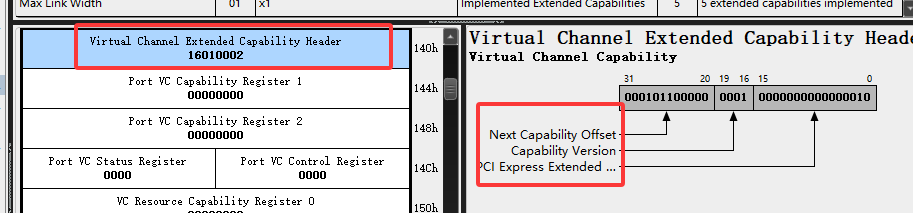 Max Link Width 01 x1 Implemented Extended Capabilities 5 5 extended capabilities implemented
Virtual Channel Extended Capability Header
16010002
140h
Port VC Capability Register 1
00000000
144h
Port VC Capability Register 2
00000000
148h
Port VC Status Register
0000
Port VC Control Register
0000
14Ch
VC Resource Capability Register 0
150h
Virtual Channel Extended Capability Heade
Virtual Channel Capability
31 20 19 16 15 0
000101100000 0001 0000000000000010
Next Capability Offset
Capability Version
PCI Express Extended ...